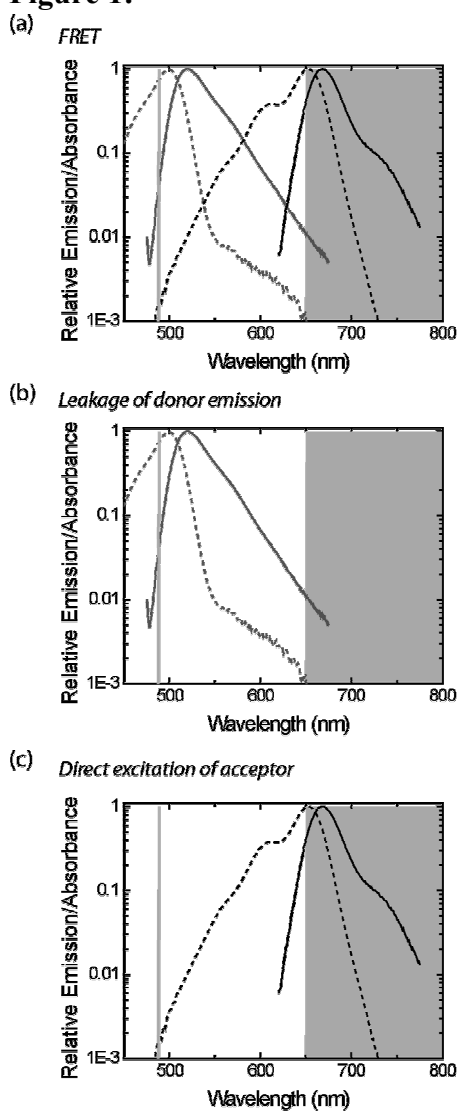 Figure 1.
(a) FRET
1
0.1
0.01
1E-3
Relative Emission/Absorbance
500 600 700 800
Wavelength (nm)
(b) Leakage of donor emission
1
0.1
0.01
1E-3
Relative Emission/Absorbance
500 600 700 800
Wavelength (nm)
(c) Direct excitation of acceptor
1
0.1
0.01
1E-3
Relative Emission/Absorbance
500 600 700 800
Wavelength (nm)